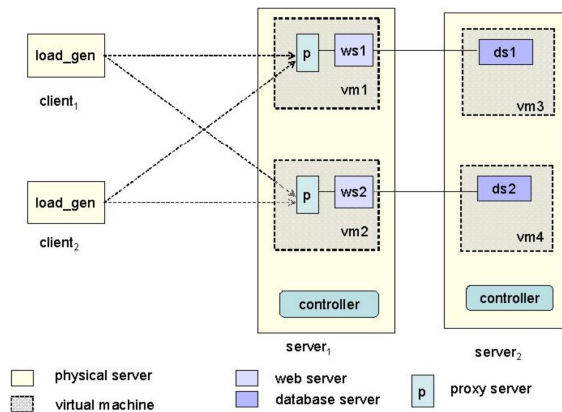 load_gen
client1
load_gen
client2
p
ws1
vm1
ds1
vm3
p
ws2
vm2
ds2
vm4
controller
controller
server1
server2
physical server
virtual machine
web server
database server
p
proxy server